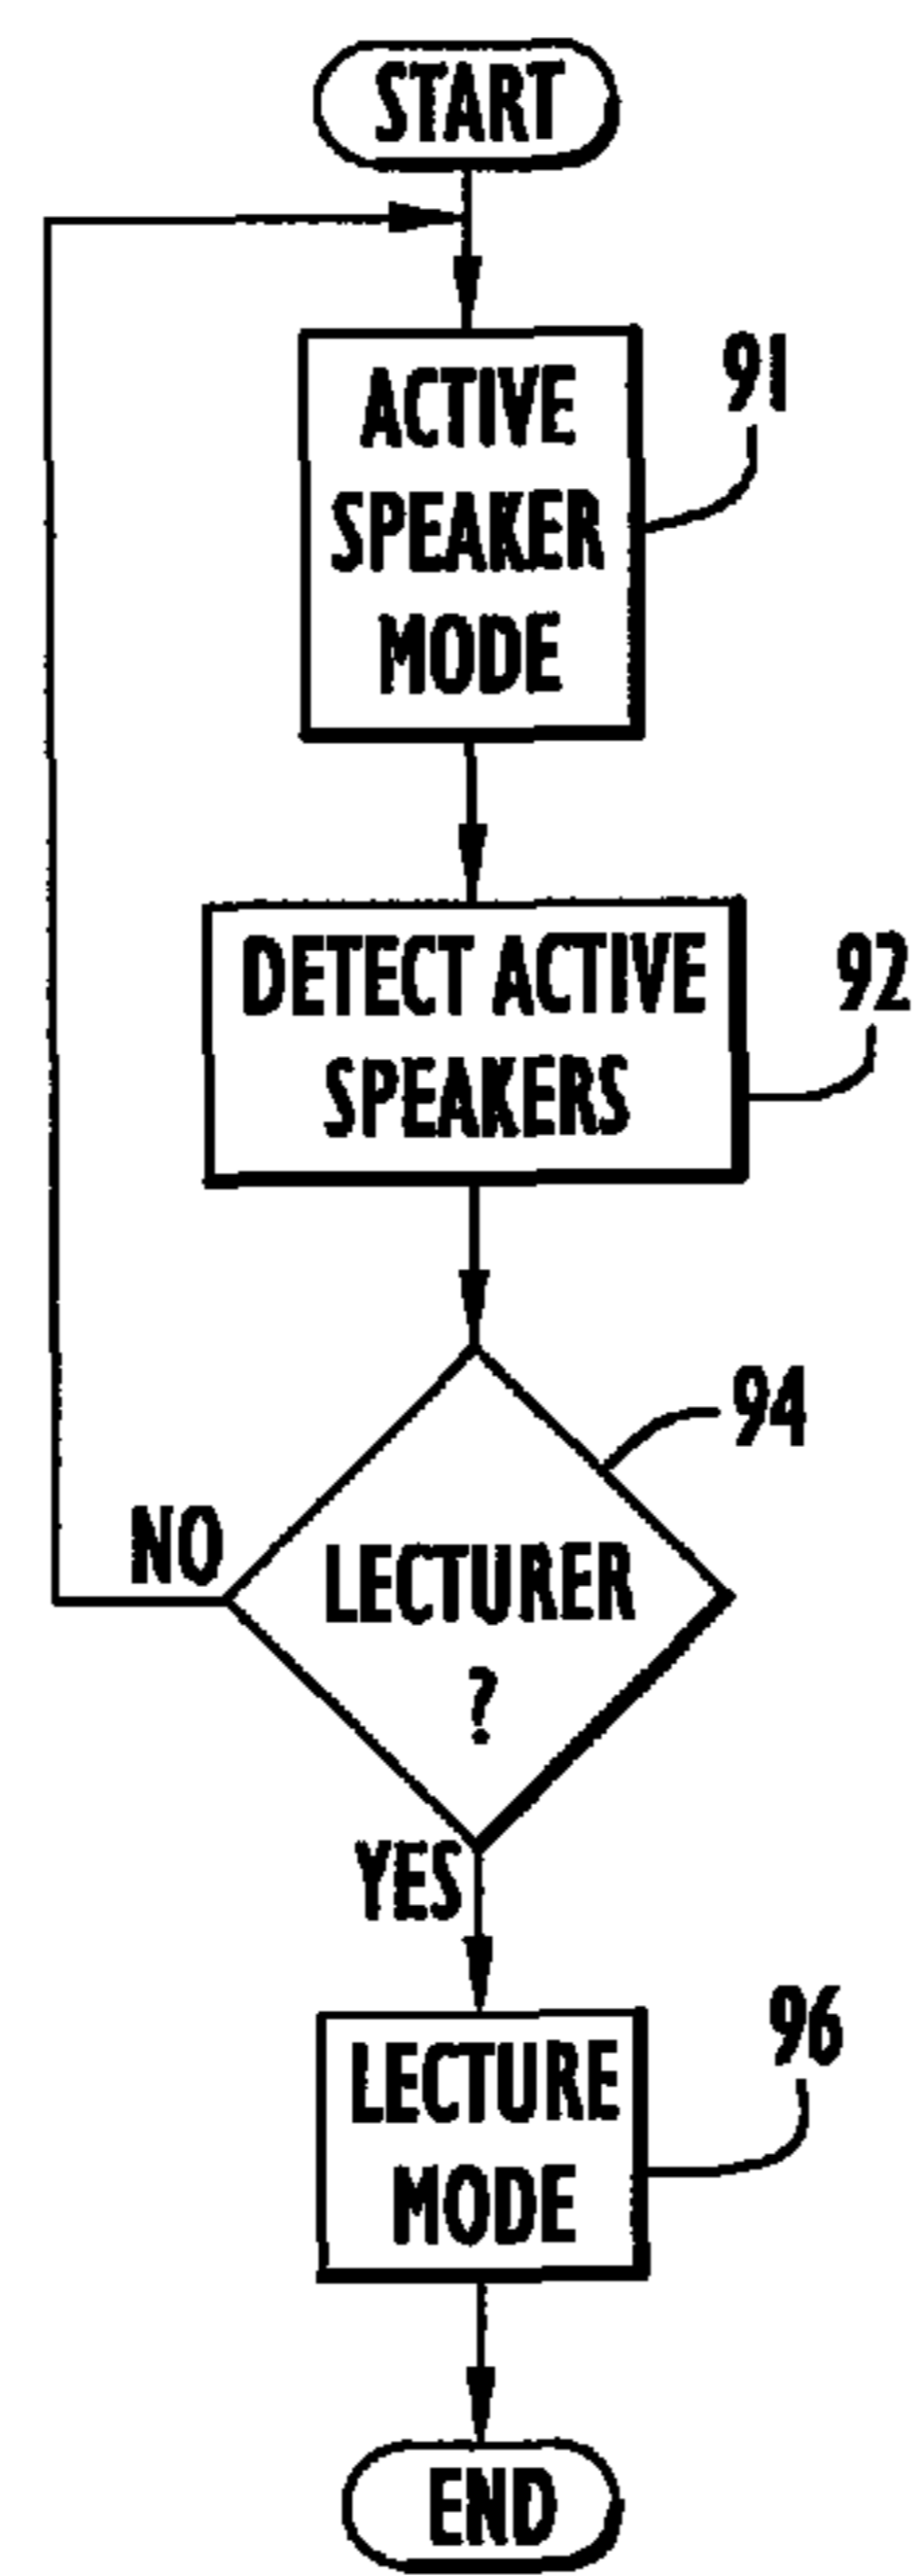 START
ACTIVE
SPEAKER
MODE
91
DETECT ACTIVE
SPEAKERS
92
94
LECTURER
?
NO
YES
LECTURE
MODE
96
END